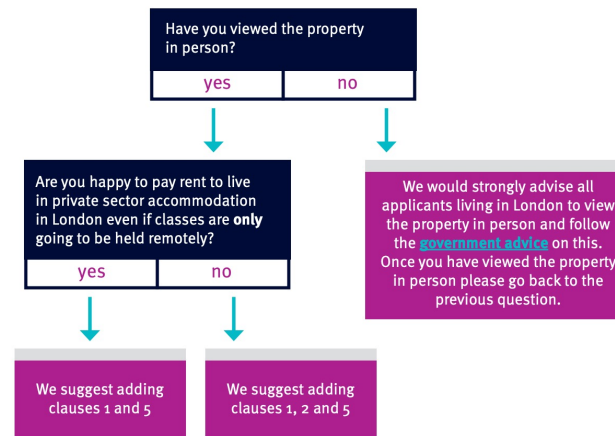 Have you viewed the property
in person?
yes
no
Are you happy to pay rent to live
in private sector accommodation
in London even if classes are only
going to be held remotely?
yes
no
We would strongly advise all
applicants living in London to view
the property in person and follow
the government advice on this.
Once you have viewed the property
in person please go back to the
previous question.
We suggest adding
clauses 1 and 5
We suggest adding
clauses 1, 2 and 5